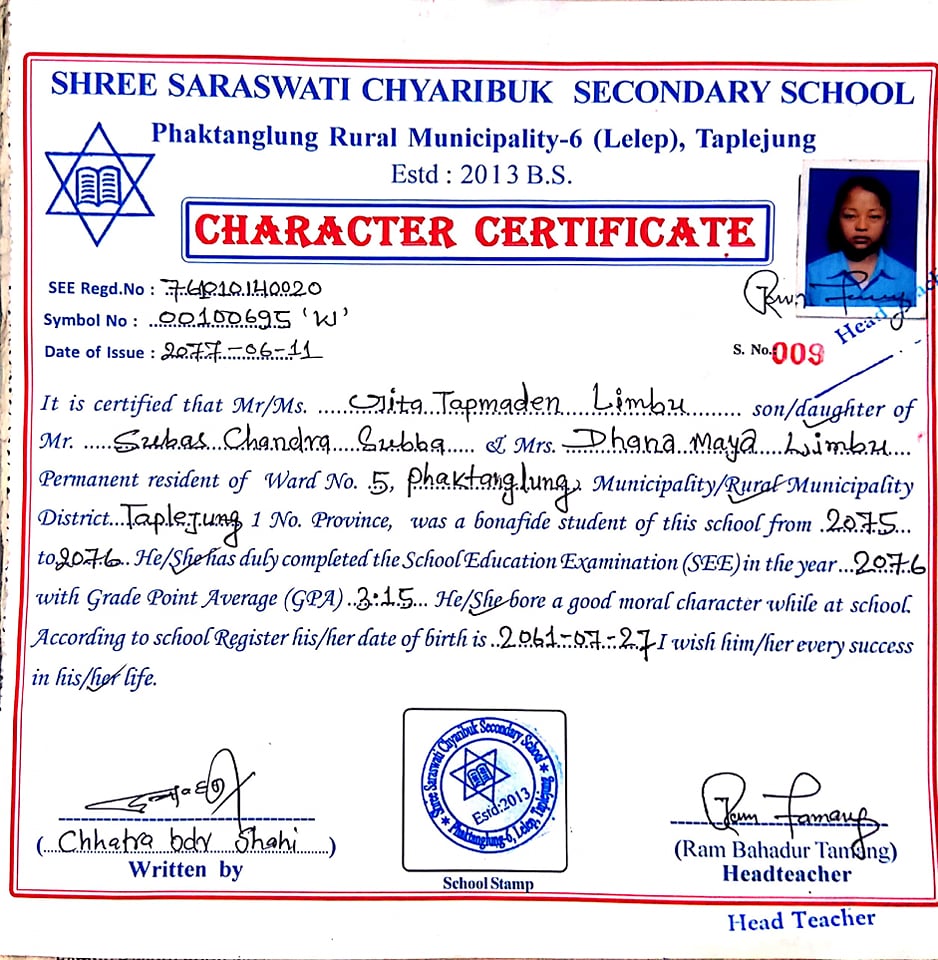 SHREE SARASWATI CHYARIBUK SECONDARY SCHOOL
Phaktanglung Rural Municipality-6 (Lelep), Taplejung
Estd : 2013 B.S.
CHARACTER CERTIFICATE
SEE Regd.No : 761010140020
Symbol No : 00100695 'W'
Date of Issue : 2077-06-11
Head
S. No. 009
It is certified that Mr/Ms. Gita Tapmaden Limbu son/daughter of
Mr. Subas Chandra Subba & Mrs. Dhana Maya Limbu
Permanent resident of Ward No. 5, Phaktanglung, Municipality/Rural Municipality
District Taplejung 1 No. Province, was a bonafide student of this school from 2075
to 2076 He/She has duly completed the School Education Examination (SEE) in the year 2076
with Grade Point Average (GPA) 3:15 He/She bore a good moral character while at school.
According to school Register his/her date of birth is 2061-07-27 I wish him/her every success
in his/her life.
Shree Saraswati Chyaribuk Secondary School
Estd:2013
Phaktanglung-6, Lelep, Taplejung
School Stamp
(Chhatra bdr Shahi)
Written by
Ram Tamang
(Ram Bahadur Tamang)
Headteacher
Head Teacher